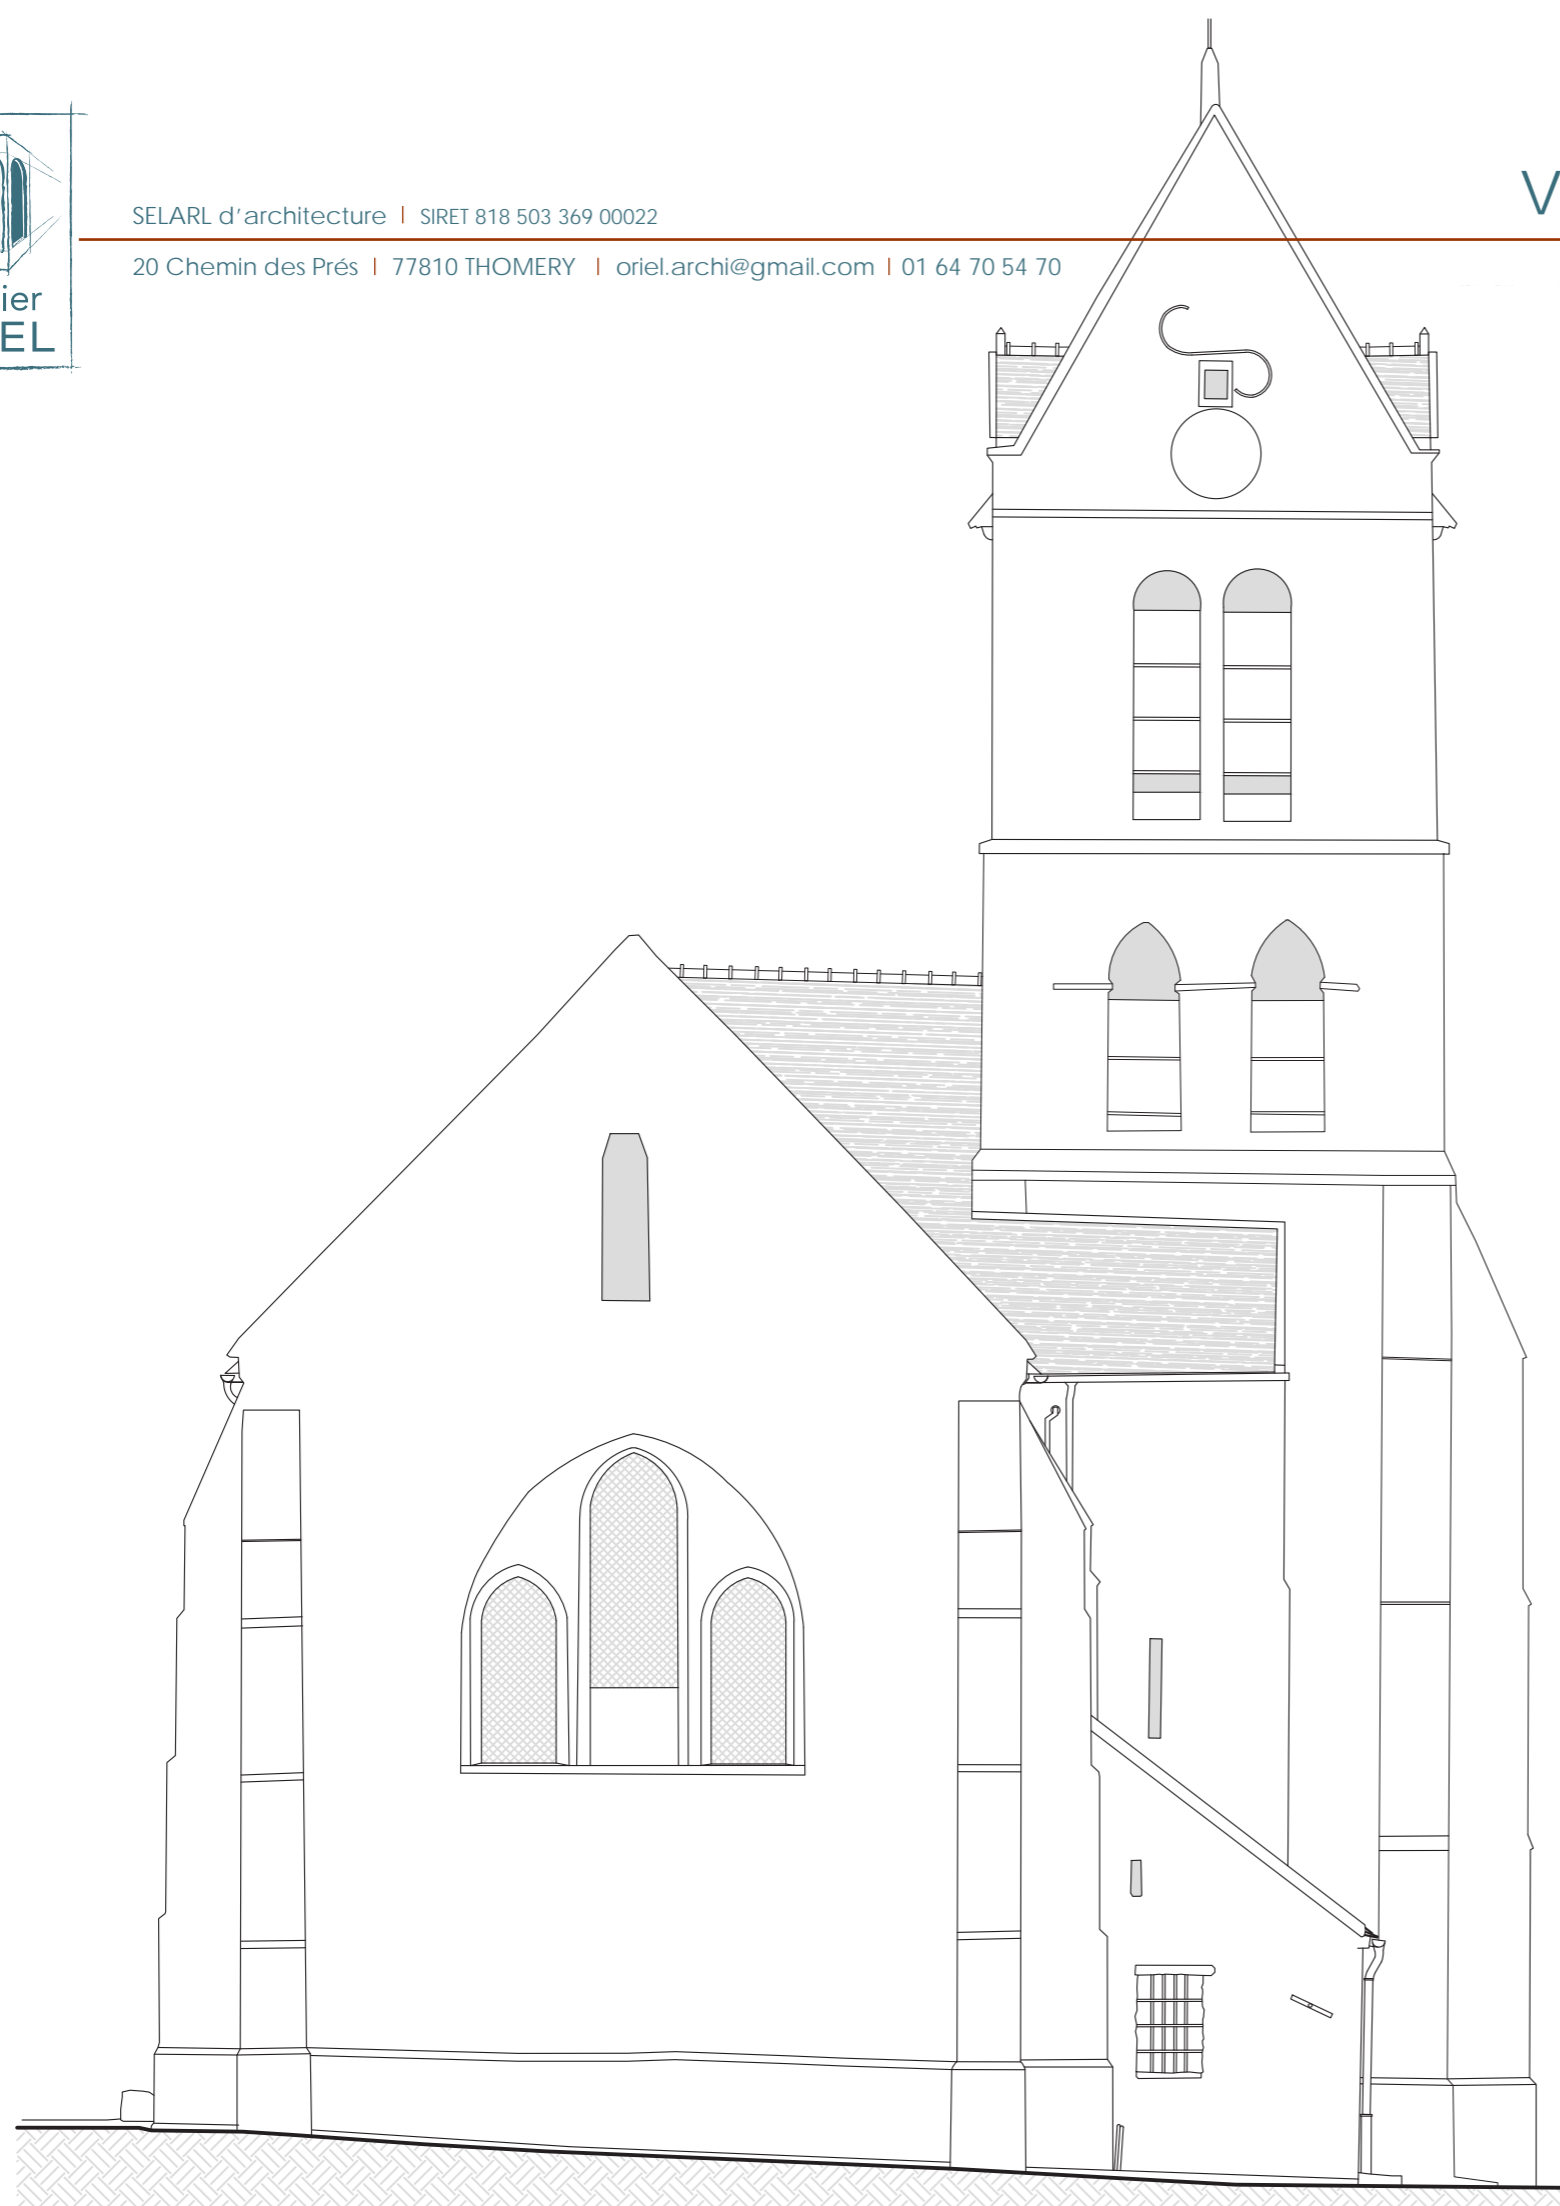 SELARL d'architecture | SIRET 818 503 369 00022
20 Chemin des Prés | 77810 THOMERY | oriel.archi@gmail.com | 01 64 70 54 70
ier
EL
V